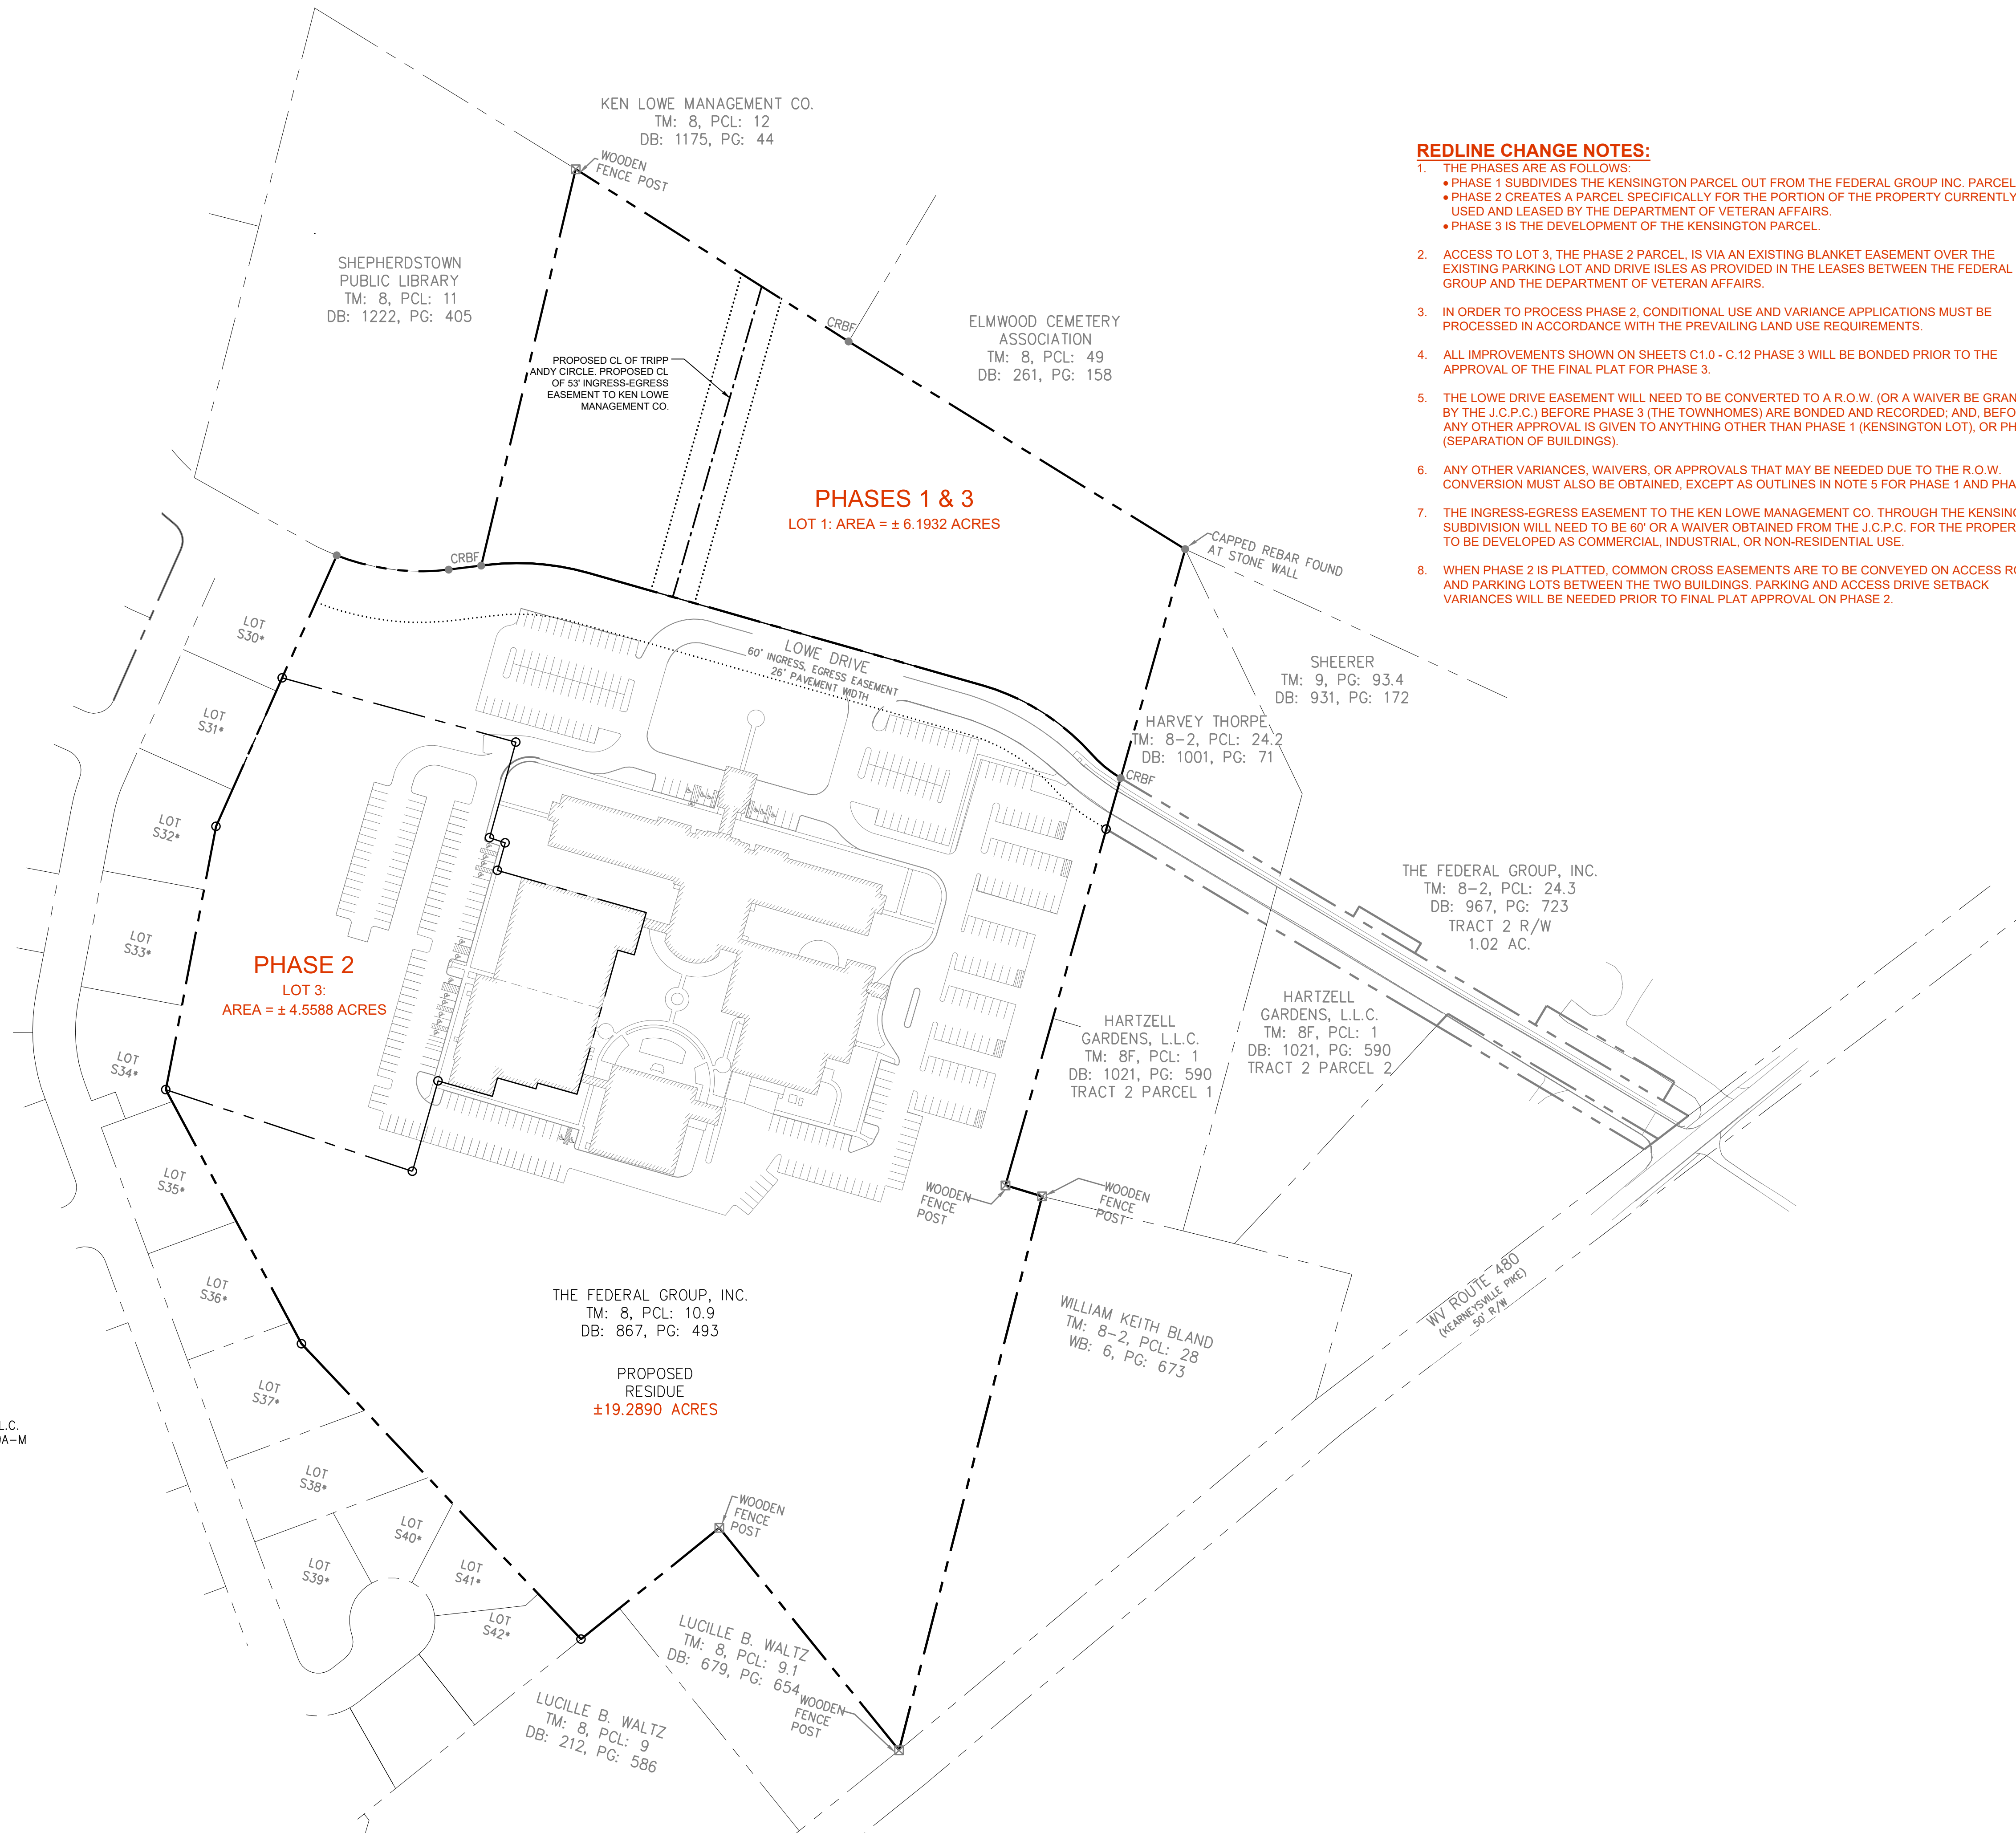 KEN LOWE MANAGEMENT CO.
TM: 8, PCL: 12
DB: 1175, PG: 44
WOODEN
FENCE POST
SHEPHERDSTOWN
PUBLIC LIBRARY
TM: 8, PCL: 11
DB: 1222, PG: 405
PROPOSED CL OF TRIPP
ANDY CIRCLE. PROPOSED CL
OF 53' INGRESS-EGRESS
EASEMENT TO KEN LOWE
MANAGEMENT CO.
CRBF
ELMWOOD CEMETERY
ASSOCIATION
TM: 8, PCL: 49
DB: 261, PG: 158
REDLINE CHANGE NOTES:
1. THE PHASES ARE AS FOLLOWS:
• PHASE 1 SUBDIVIDES THE KENSINGTON PARCEL OUT FROM THE FEDERAL GROUP INC. PARCEL
• PHASE 2 CREATES A PARCEL SPECIFICALLY FOR THE PORTION OF THE PROPERTY CURRENTLY
USED AND LEASED BY THE DEPARTMENT OF VETERAN AFFAIRS.
• PHASE 3 IS THE DEVELOPMENT OF THE KENSINGTON PARCEL.
2. ACCESS TO LOT 3, THE PHASE 2 PARCEL, IS VIA AN EXISTING BLANKET EASEMENT OVER THE
EXISTING PARKING LOT AND DRIVE ISLES AS PROVIDED IN THE LEASES BETWEEN THE FEDERAL
GROUP AND THE DEPARTMENT OF VETERAN AFFAIRS.
3. IN ORDER TO PROCESS PHASE 2, CONDITIONAL USE AND VARIANCE APPLICATIONS MUST BE
PROCESSED IN ACCORDANCE WITH THE PREVAILING LAND USE REQUIREMENTS.
4. ALL IMPROVEMENTS SHOWN ON SHEETS C1.0 - C.12 PHASE 3 WILL BE BONDED PRIOR TO THE
APPROVAL OF THE FINAL PLAT FOR PHASE 3.
5. THE LOWE DRIVE EASEMENT WILL NEED TO BE CONVERTED TO A R.O.W. (OR A WAIVER BE GRAN
BY THE J.C.P.C.) BEFORE PHASE 3 (THE TOWNHOMES) ARE BONDED AND RECORDED; AND, BEFO
ANY OTHER APPROVAL IS GIVEN TO ANYTHING OTHER THAN PHASE 1 (KENSINGTON LOT), OR PH
(SEPARATION OF BUILDINGS).
6. ANY OTHER VARIANCES, WAIVERS, OR APPROVALS THAT MAY BE NEEDED DUE TO THE R.O.W.
CONVERSION MUST ALSO BE OBTAINED, EXCEPT AS OUTLINES IN NOTE 5 FOR PHASE 1 AND PHA
7. THE INGRESS-EGRESS EASEMENT TO THE KEN LOWE MANAGEMENT CO. THROUGH THE KENSING
SUBDIVISION WILL NEED TO BE 60' OR A WAIVER OBTAINED FROM THE J.C.P.C. FOR THE PROPER
TO BE DEVELOPED AS COMMERCIAL, INDUSTRIAL, OR NON-RESIDENTIAL USE.
8. WHEN PHASE 2 IS PLATTED, COMMON CROSS EASEMENTS ARE TO BE CONVEYED ON ACCESS RO
AND PARKING LOTS BETWEEN THE TWO BUILDINGS. PARKING AND ACCESS DRIVE SETBACK
VARIANCES WILL BE NEEDED PRIOR TO FINAL PLAT APPROVAL ON PHASE 2.
PHASES 1 & 3
LOT 1: AREA = ± 6.1932 ACRES
CRBF
CAPPED REBAR FOUND
AT STONE WALL
SHEERER
TM: 9, PG: 93.4
DB: 931, PG: 172
LOWE DRIVE
60' INGRESS, EGRESS EASEMENT
26' PAVEMENT WIDTH
HARVEY THORPE
TM: 8-2, PCL: 24.2
DB: 1001, PG: 71
CRBF
LOT
S30*
LOT
S31*
LOT
S32*
LOT
S33*
LOT
S34*
PHASE 2
LOT 3:
AREA = ± 4.5588 ACRES
THE FEDERAL GROUP, INC.
TM: 8-2, PCL: 24.3
DB: 967, PG: 723
TRACT 2 R/W
1.02 AC.
HARTZELL
GARDENS, L.L.C.
TM: 8F, PCL: 1
DB: 1021, PG: 590
TRACT 2 PARCEL 1
HARTZELL
GARDENS, L.L.C.
TM: 8F, PCL: 1
DB: 1021, PG: 590
TRACT 2 PARCEL 2
WOODEN
FENCE
POST
WOODEN
FENCE
POST
LOT
S35*
LOT
S36*
LOT
S37*
LOT
S38*
LOT
S39*
LOT
S40*
LOT
S41*
LOT
S42*
THE FEDERAL GROUP, INC.
TM: 8, PCL: 10.9
DB: 867, PG: 493
PROPOSED
RESIDUE
±19.2890 ACRES
WILLIAM KEITH BLAND
TM: 8-2, PCL: 28
WB: 6, PG: 673
WV ROUTE 480
(KEARNEYSVILLE PIKE)
50' R/W
L.C.
0A-M
WOODEN
FENCE
POST
LUCILLE B. WALTZ
TM: 8, PCL: 9.1
DB: 679, PG: 654
WOODEN
FENCE
POST
LUCILLE B. WALTZ
TM: 8, PCL: 9
DB: 212, PG: 586